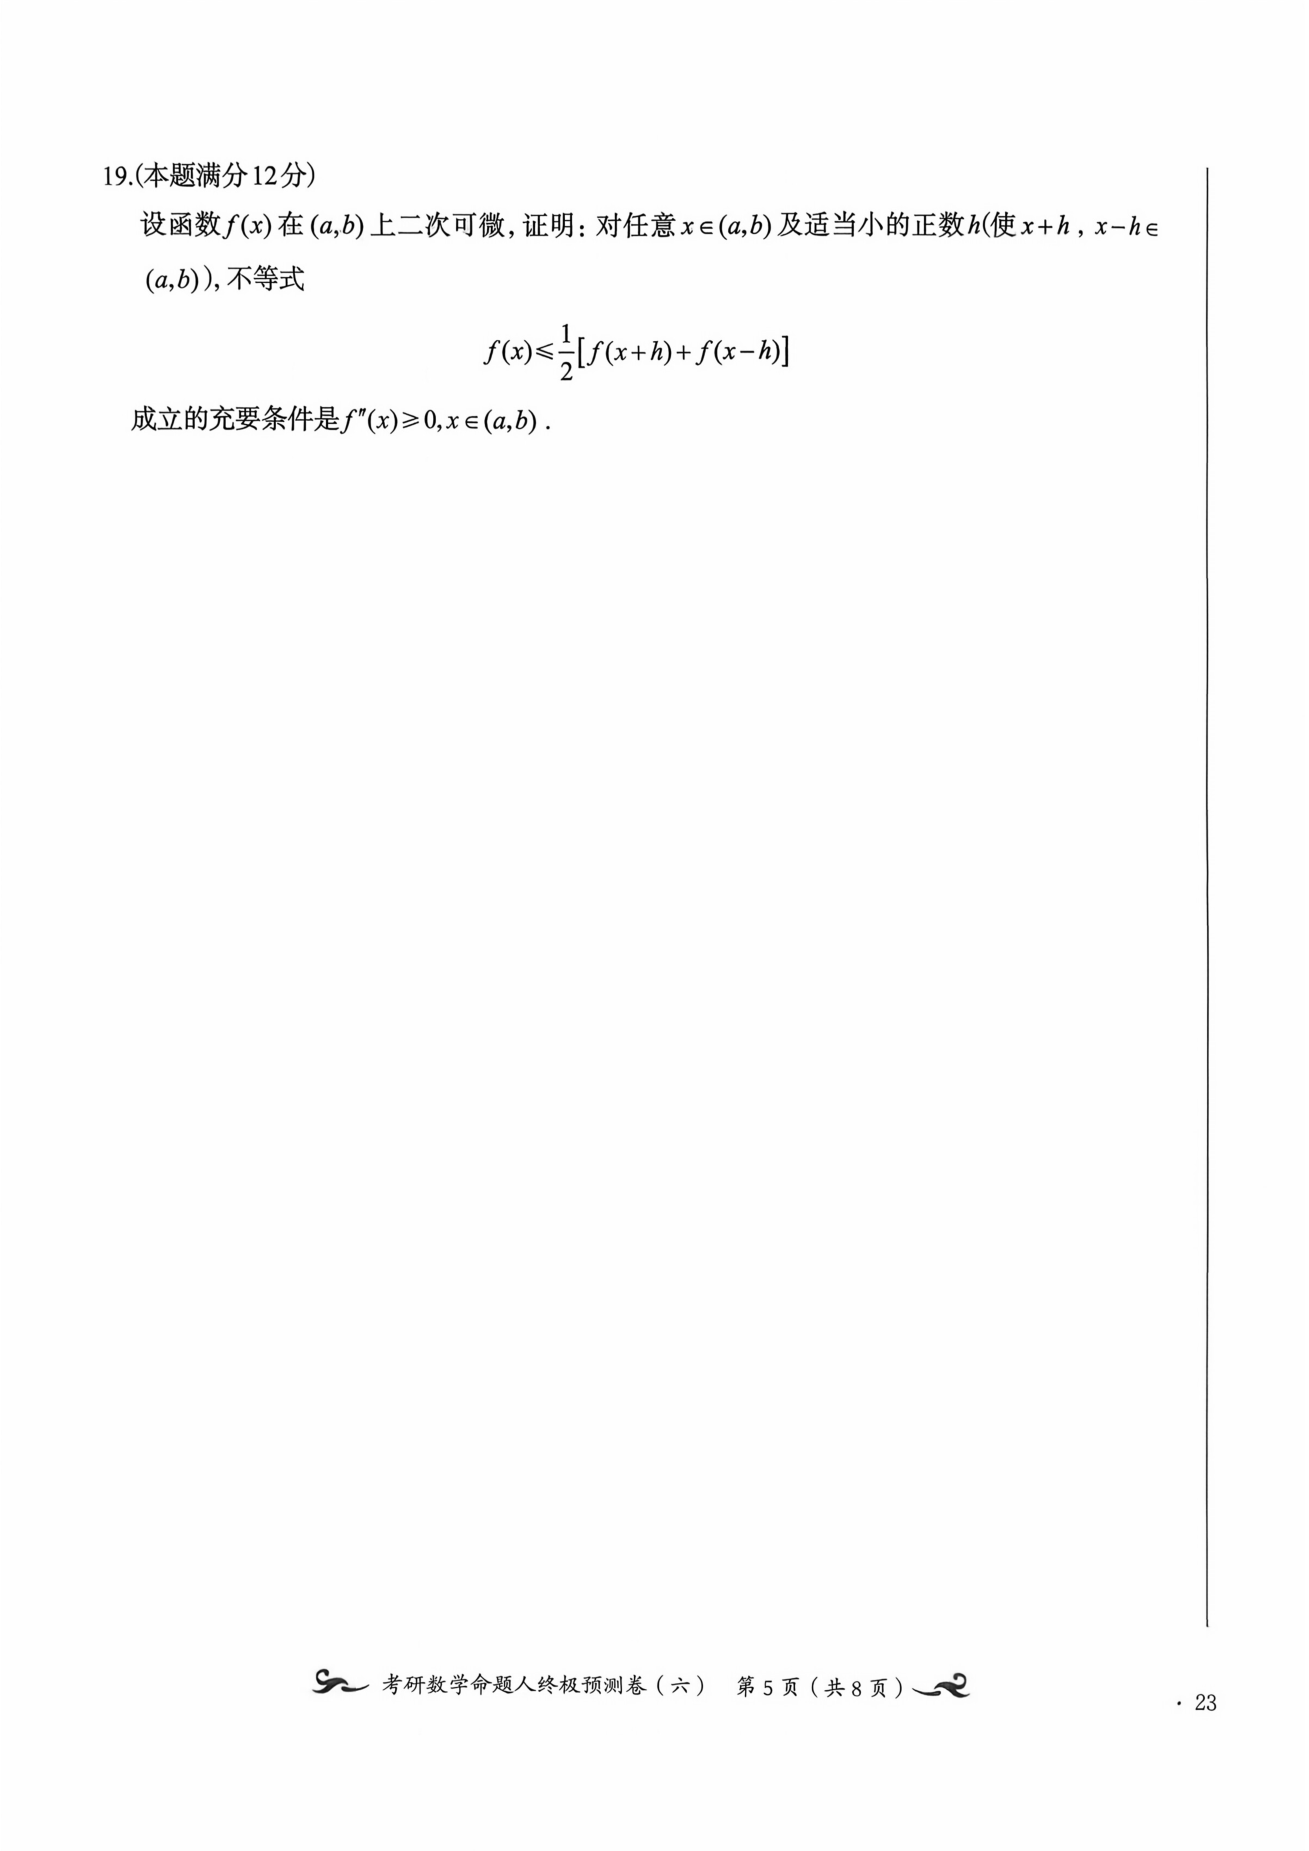 19.(本题满分12分)
设函数f(x)在(a,b)上二次可微,证明:对任意x∈(a,b)及适当小的正数h(使x+h, x-h∈
(a,b)),不等式
f(x)≤1/2[f(x+h)+f(x-h)]
成立的充要条件是f″(x)≥0,x∈(a,b).
考研数学命题人终极预测卷(六) 第5页(共8页)
· 23